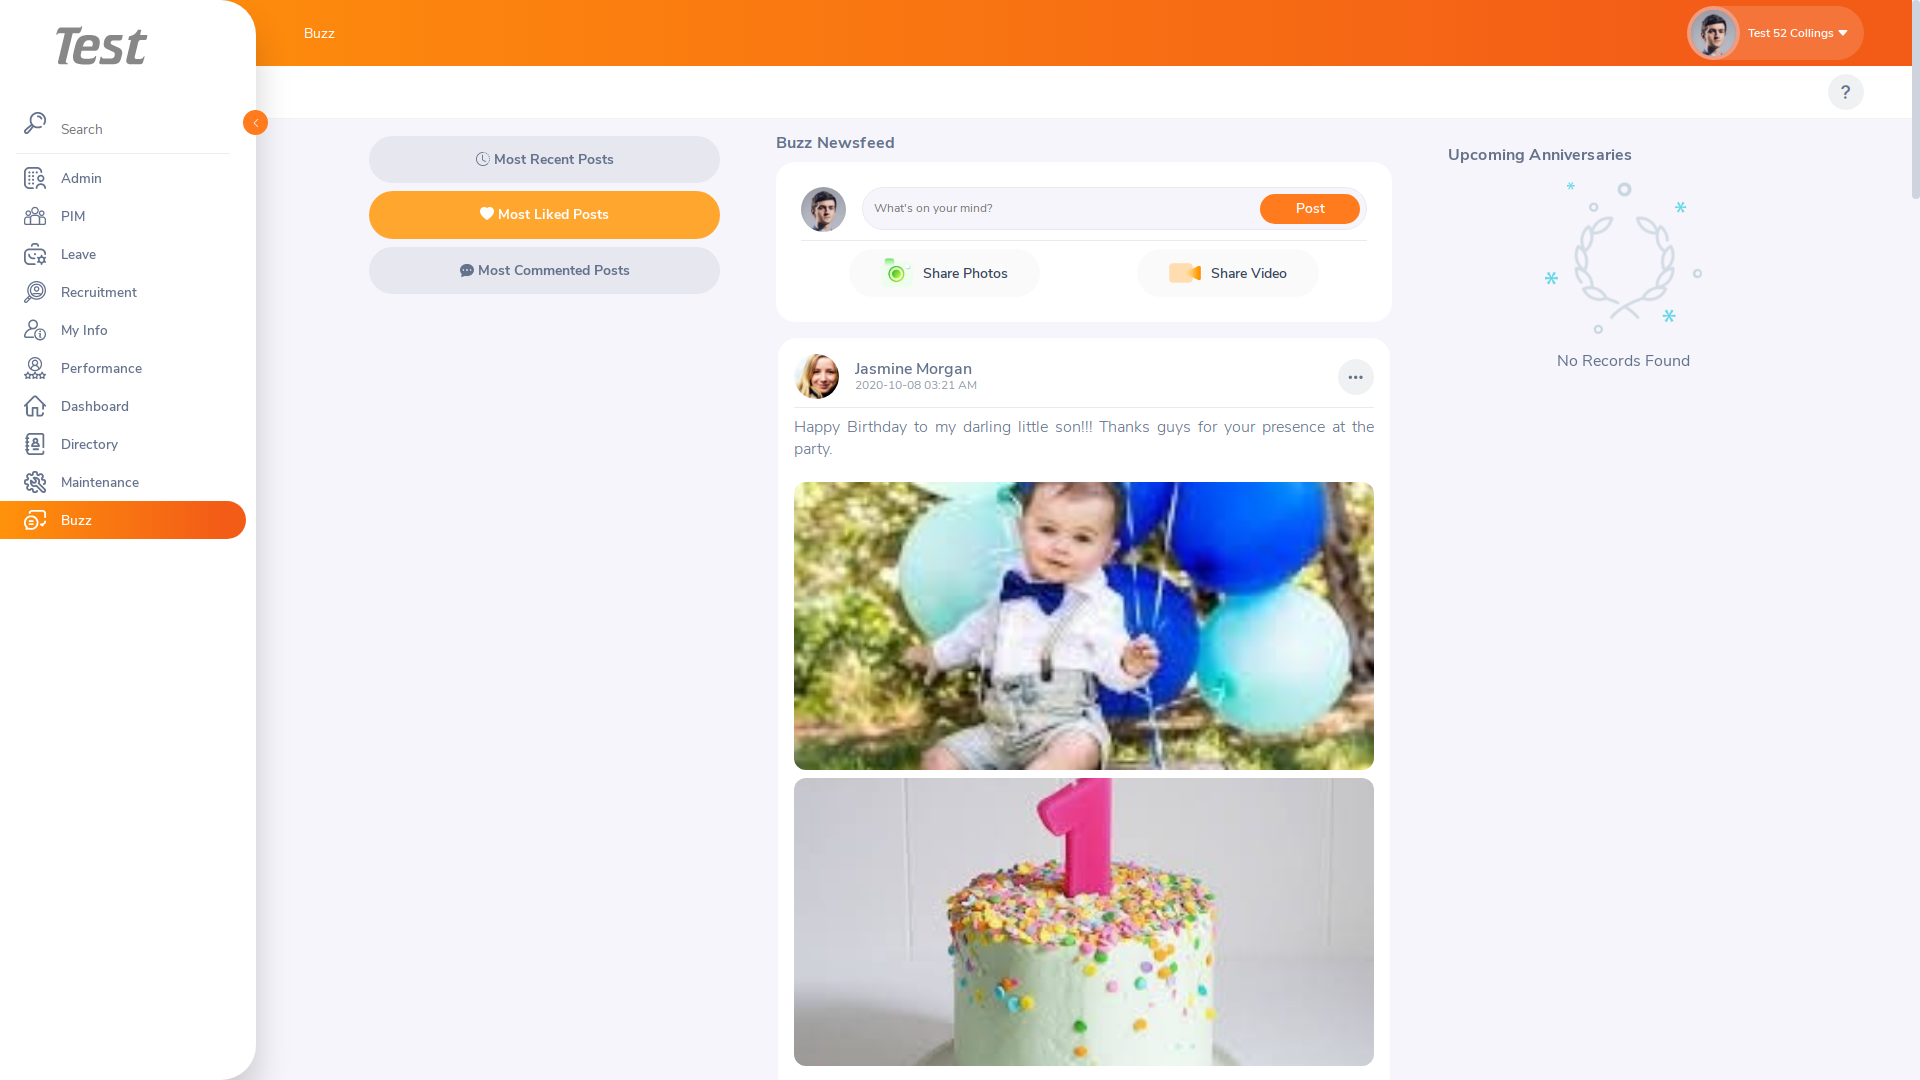 Test
Search
Admin
PIM
Leave
Recruitment
My Info
Performance
Dashboard
Directory
Maintenance
Buzz
Buzz
Test 52 Collings
?
Most Recent Posts
Most Liked Posts
Most Commented Posts
Buzz Newsfeed
What's on your mind?
Post
Share Photos
Share Video
Jasmine Morgan
2020-10-08 03:21 AM
Happy Birthday to my darling little son!!! Thanks guys for your presence at the
party.
1
Upcoming Anniversaries
No Records Found